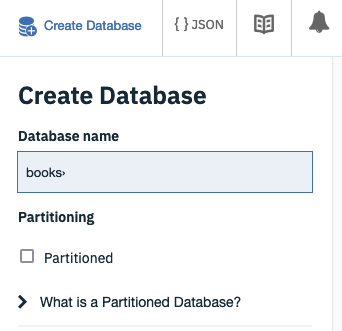 Create Database
{ } JSON
Create Database
Database name
books›
Partitioning
Partitioned
What is a Partitioned Database?